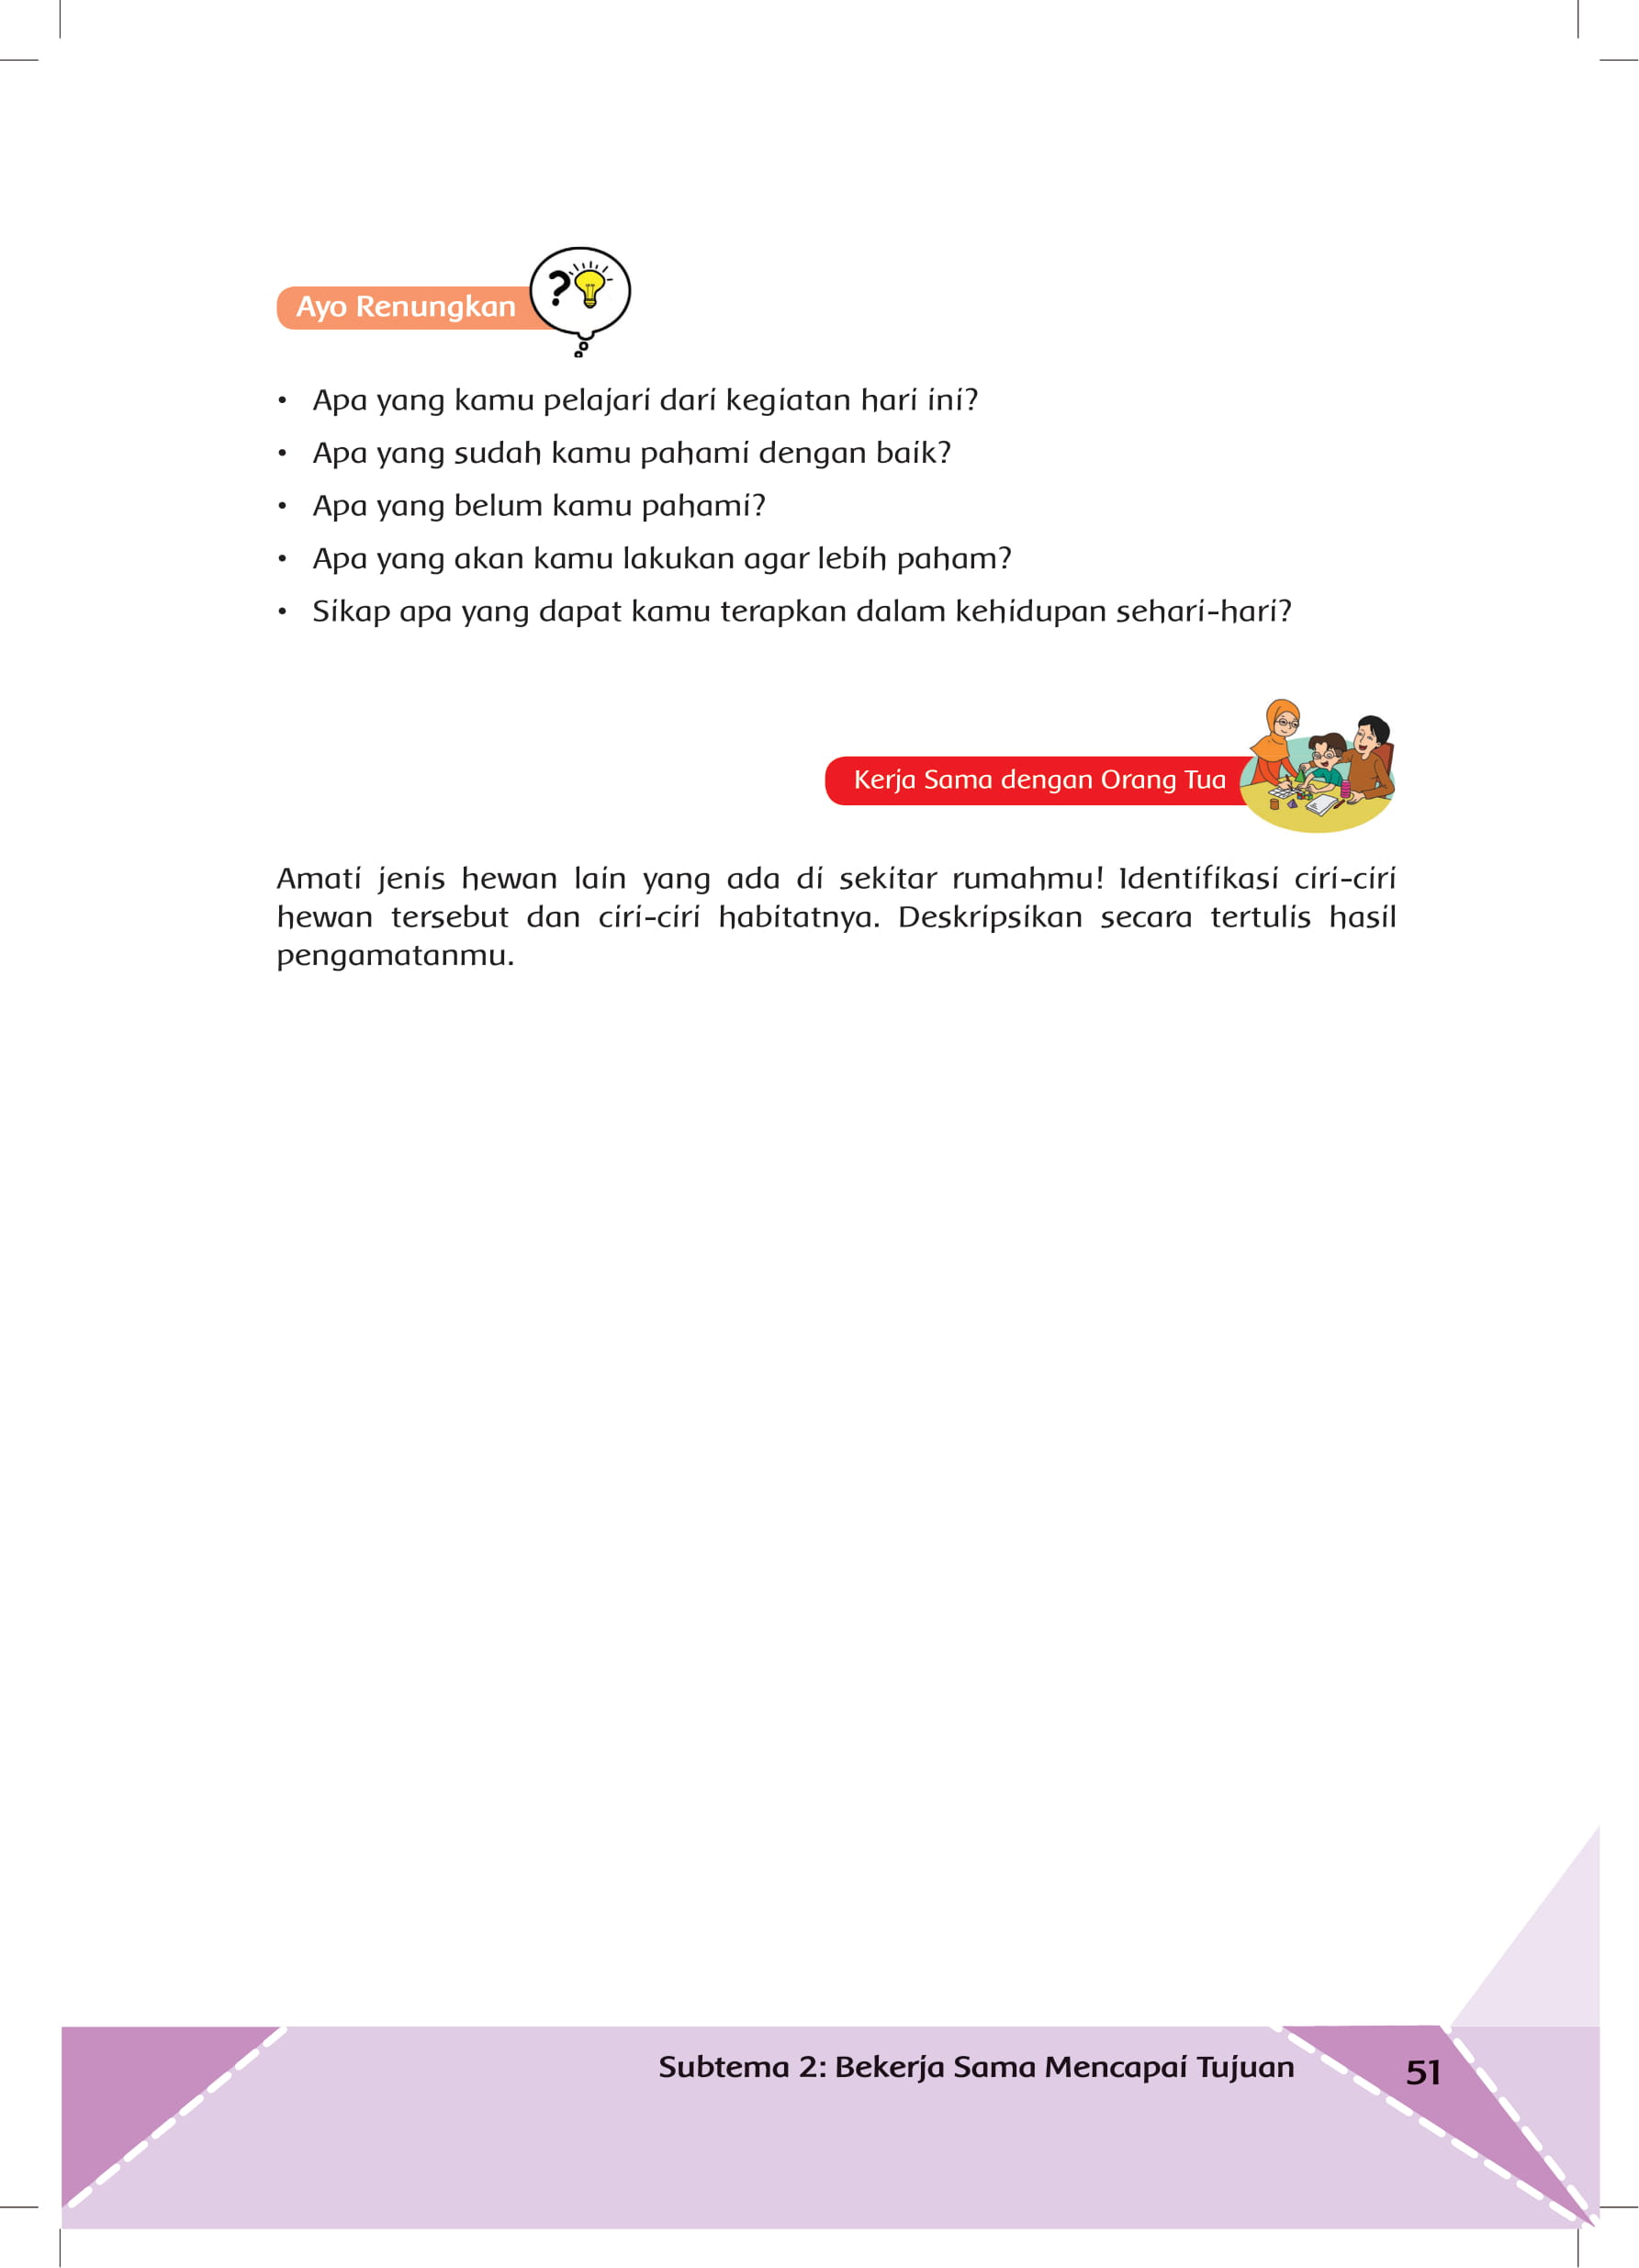 Ayo Renungkan
• Apa yang kamu pelajari dari kegiatan hari ini?
• Apa yang sudah kamu pahami dengan baik?
• Apa yang belum kamu pahami?
• Apa yang akan kamu lakukan agar lebih paham?
• Sikap apa yang dapat kamu terapkan dalam kehidupan sehari-hari?
Kerja Sama dengan Orang Tua
Amati jenis hewan lain yang ada di sekitar rumahmu! Identifikasi ciri-ciri
hewan tersebut dan ciri-ciri habitatnya. Deskripsikan secara tertulis hasil
pengamatanmu.
Subtema 2: Bekerja Sama Mencapai Tujuan
51